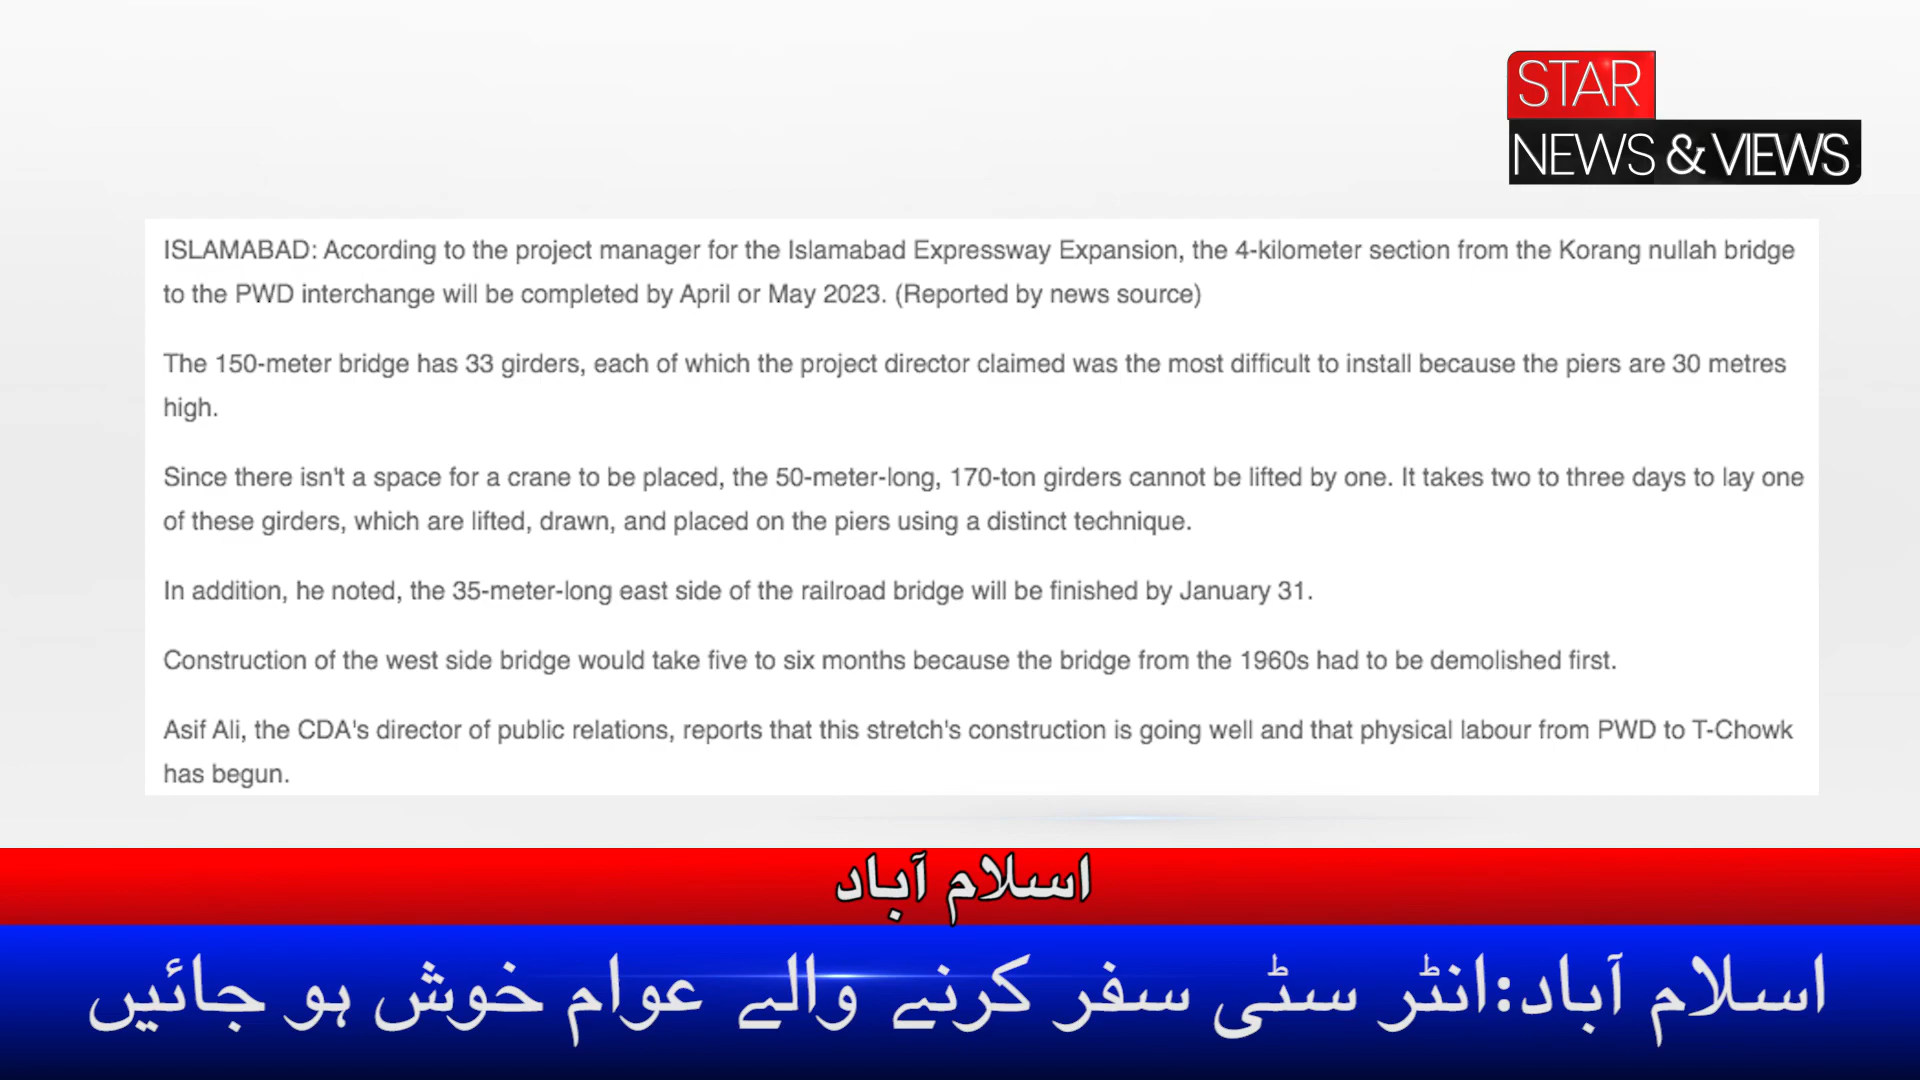 STAR
NEWS & VIEWS
ISLAMABAD: According to the project manager for the Islamabad Expressway Expansion, the 4-kilometer section from the Korang nullah bridge
to the PWD interchange will be completed by April or May 2023. (Reported by news source)
The 150-meter bridge has 33 girders, each of which the project director claimed was the most difficult to install because the piers are 30 metres
high.
Since there isn't a space for a crane to be placed, the 50-meter-long, 170-ton girders cannot be lifted by one. It takes two to three days to lay one
of these girders, which are lifted, drawn, and placed on the piers using a distinct technique.
In addition, he noted, the 35-meter-long east side of the railroad bridge will be finished by January 31.
Construction of the west side bridge would take five to six months because the bridge from the 1960s had to be demolished first.
Asif Ali, the CDA's director of public relations, reports that this stretch's construction is going well and that physical labour from PWD to T-Chowk
has begun.
اسلام آباد
اسلام آباد:انٹر سٹی سفر کرنے والے عوام خوش ہو جائیں